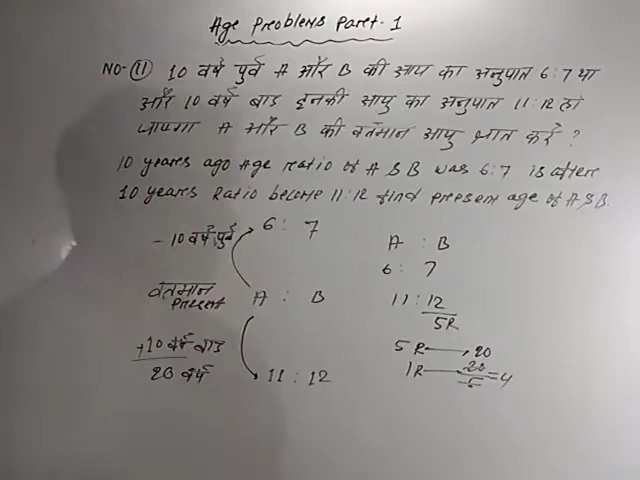 Age Problems Part-1
NO-(11) 10 वर्ष पूर्व A और B की आयु का अनुपात 6:7 था
और 10 वर्ष बाद इनकी आयु का अनुपात 11:12 हो
जाएगा A और B की वर्तमान आयु ज्ञात करें ?
10 years ago Age ratio of A & B was 6:7 is after
10 years Ratio become 11:12 find present age of A & B.
- 10 वर्ष पूर्व 6 : 7
A : B
6 : 7
वर्तमान A : B 11 : 12
Present
5R
+10 वर्ष बाद 5R 20
20 वर्ष 11 : 12 1R 20/5 = 4